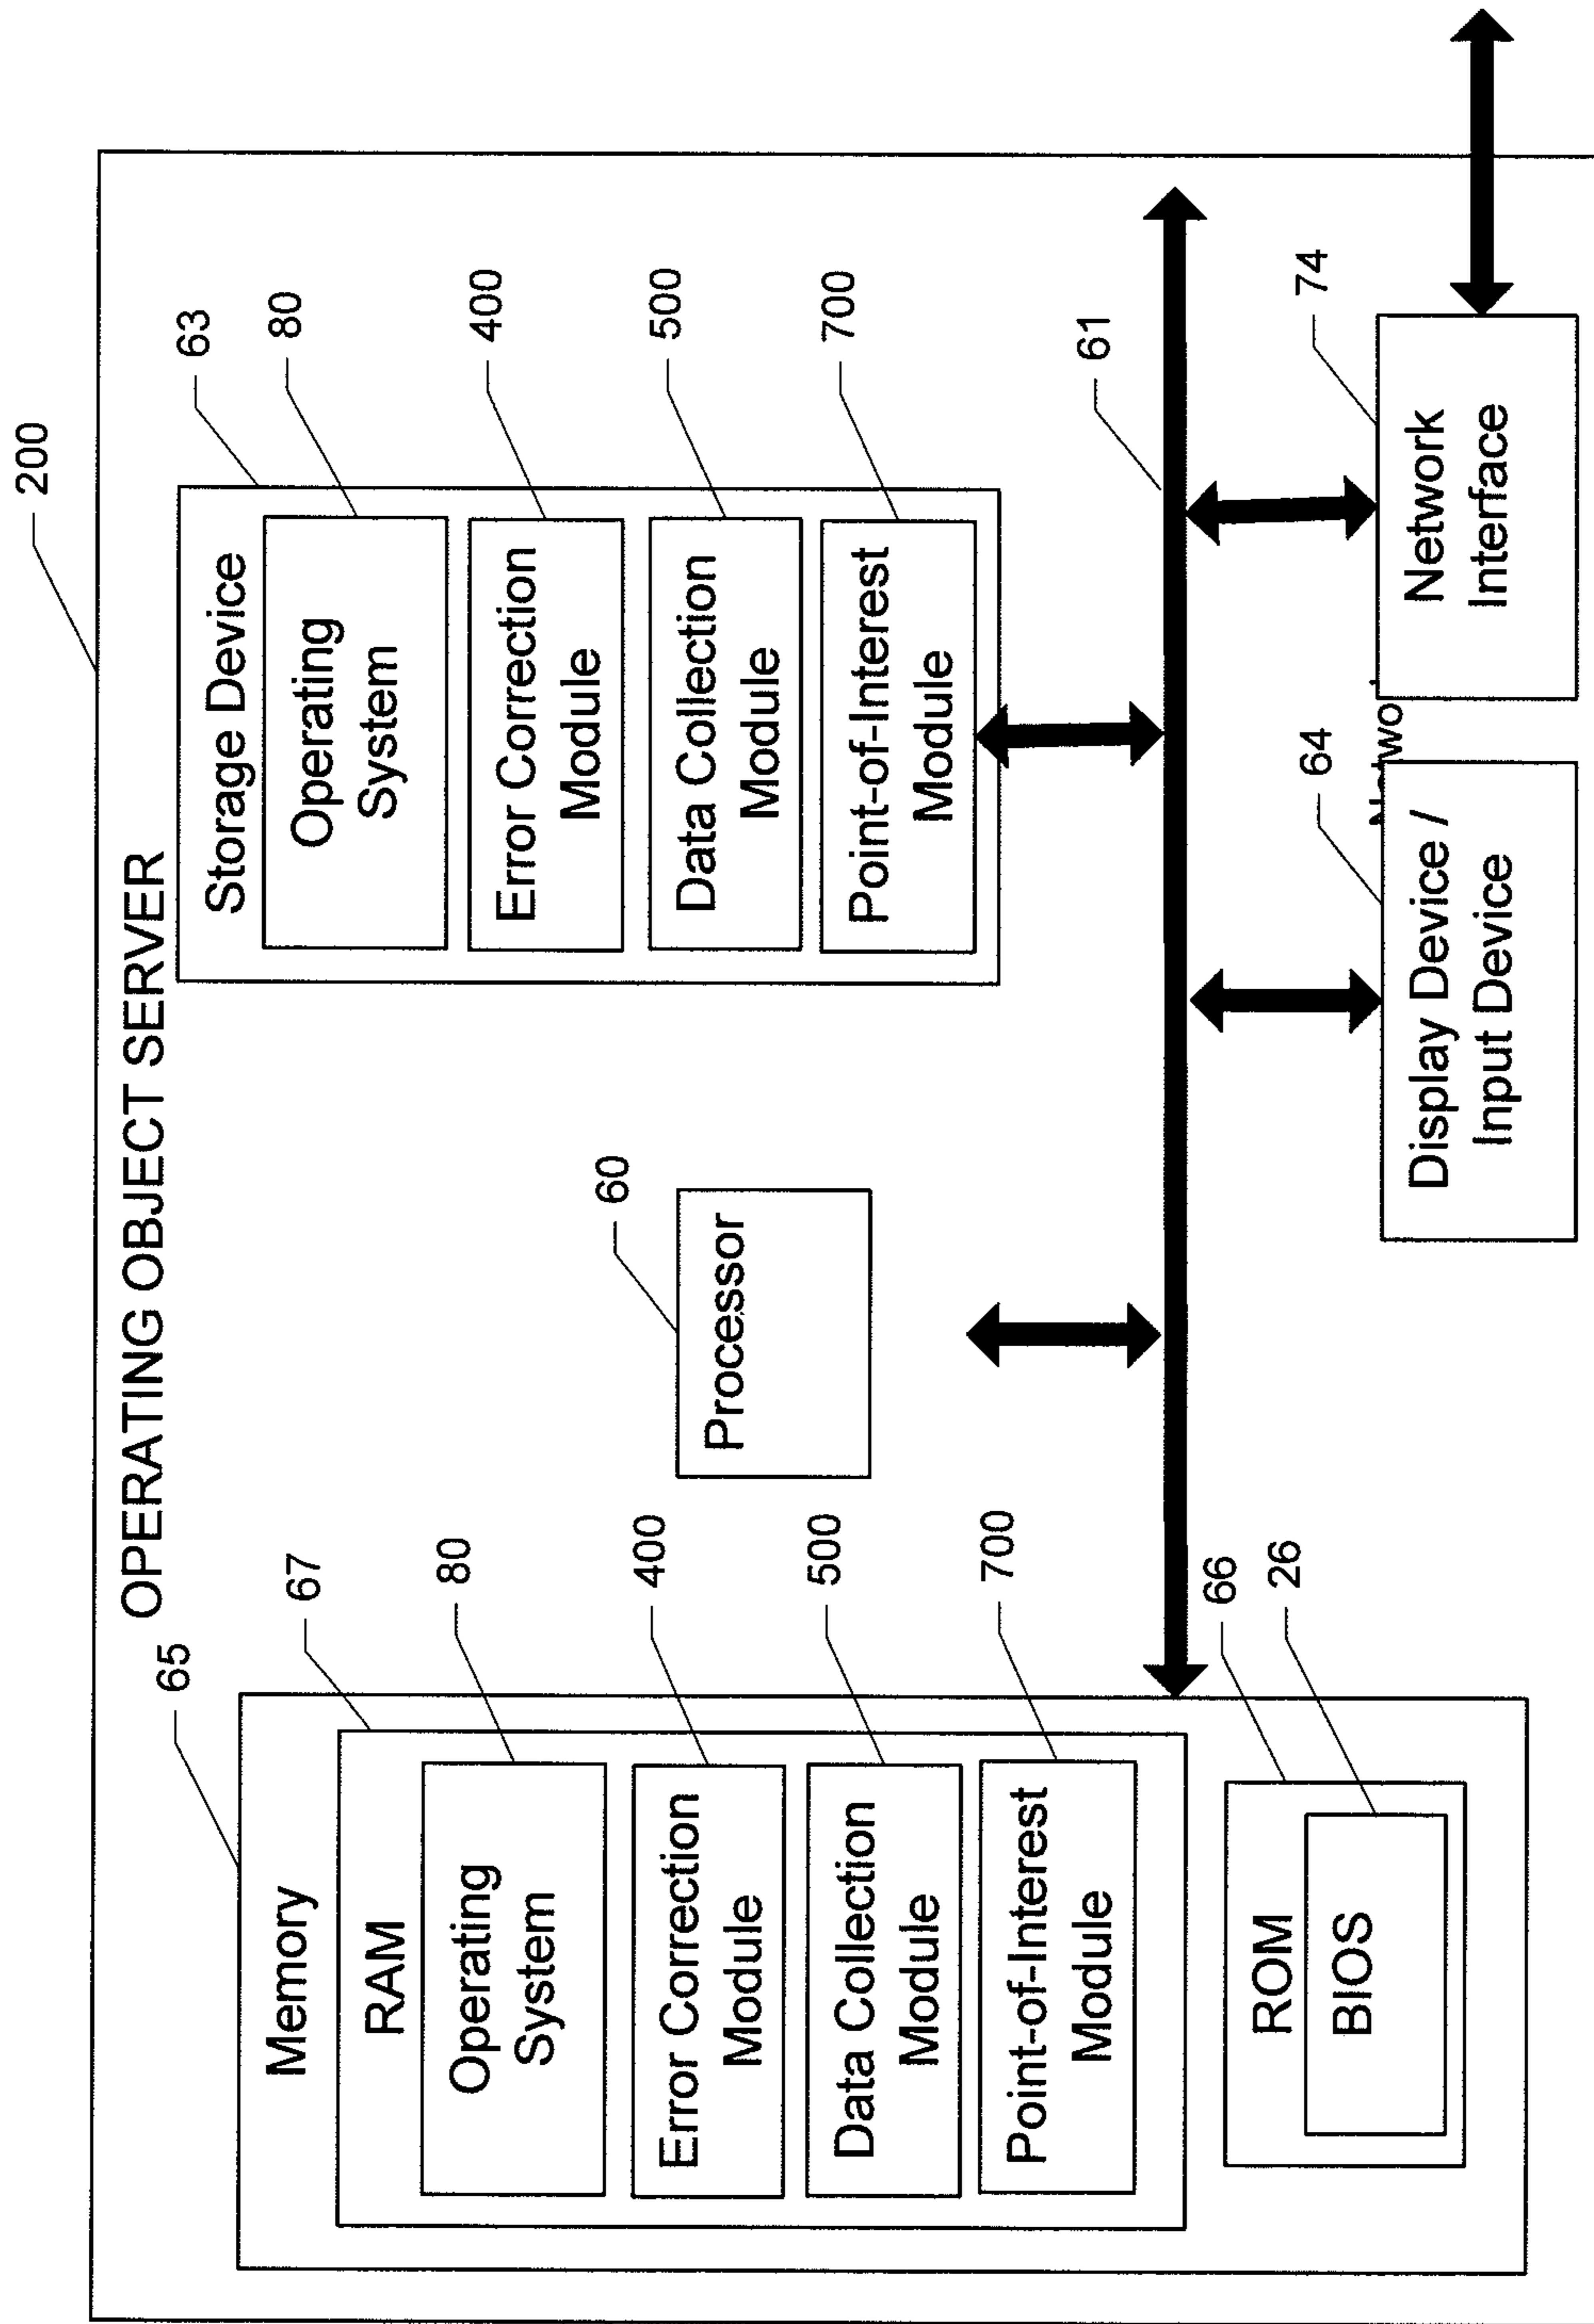 200
OPERATING OBJECT SERVER
65
Memory
67
RAM
80
Operating
System
400
Error Correction
Module
500
Data Collection
Module
700
Point-of-Interest
Module
66
ROM
26
BIOS
60
Processor
63
Storage Device
80
Operating
System
400
Error Correction
Module
500
Data Collection
Module
700
Point-of-Interest
Module
61
64
Display Device /
Input Device
74
Network
Interface